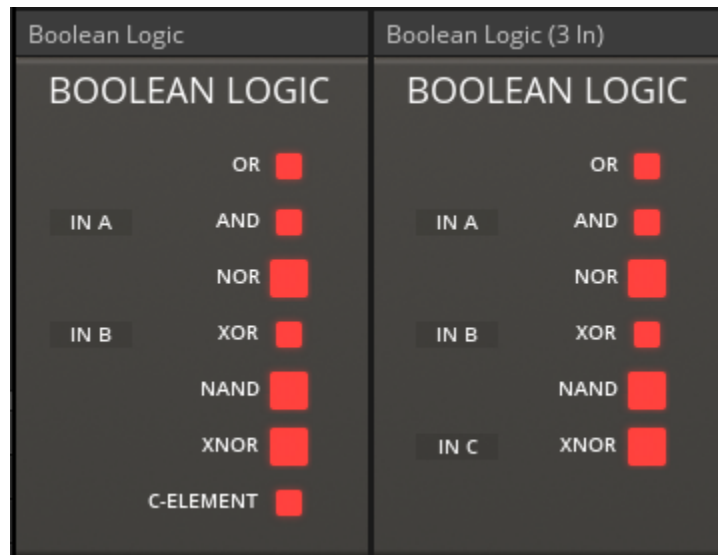 Boolean Logic
BOOLEAN LOGIC
OR
IN A AND
NOR
IN B XOR
NAND
XNOR
C-ELEMENT
Boolean Logic (3 In)
BOOLEAN LOGIC
OR
IN A AND
NOR
IN B XOR
NAND
IN C XNOR